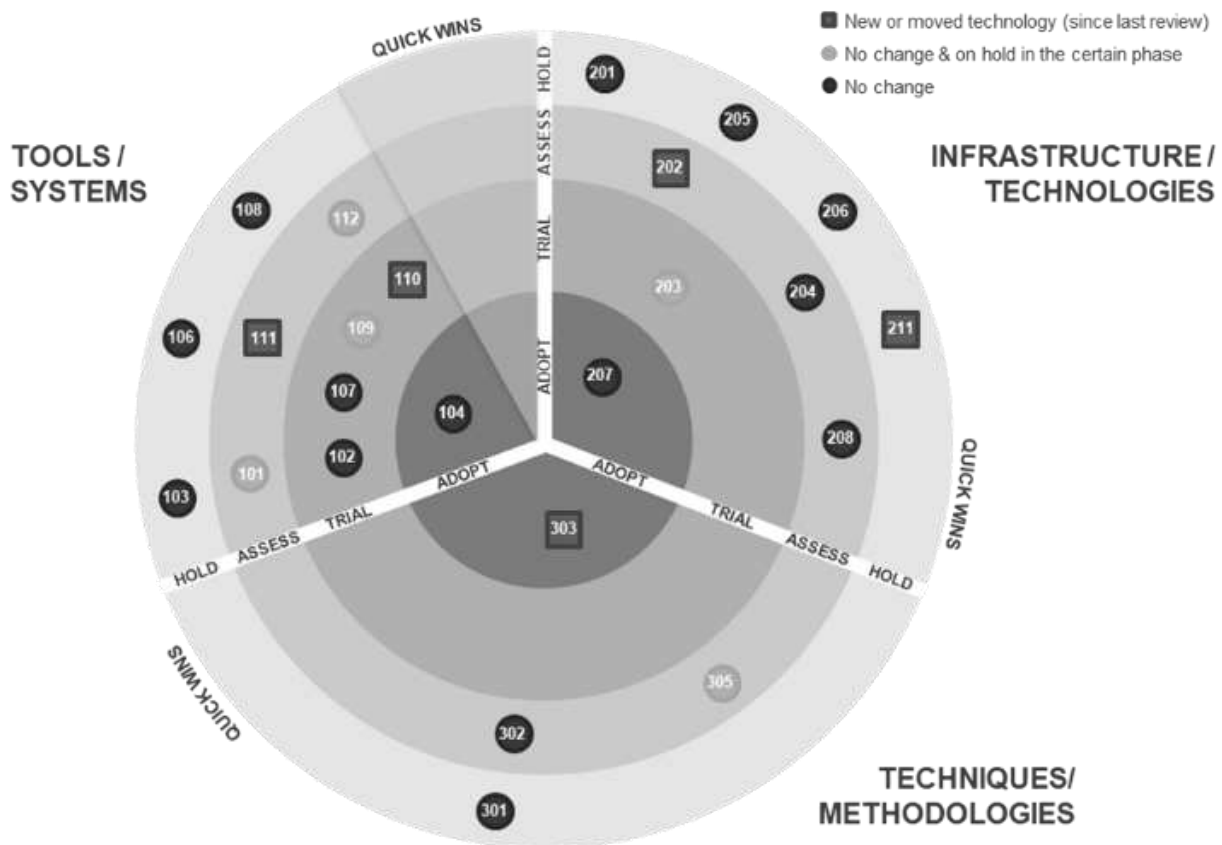 QUICK WINS
New or moved technology (since last review)
No change & on hold in the certain phase
No change
TOOLS /
SYSTEMS
INFRASTRUCTURE /
TECHNOLOGIES
HOLD
ASSESS
TRIAL
ADOPT
201
205
202
206
203
204
211
207
208
108
112
110
106
111
109
107
104
102
101
103
ADOPT
TRIAL
ASSESS
HOLD
ADOPT
TRIAL
ASSESS
HOLD
QUICK WINS
303
305
302
301
QUICK WINS
TECHNIQUES/
METHODOLOGIES